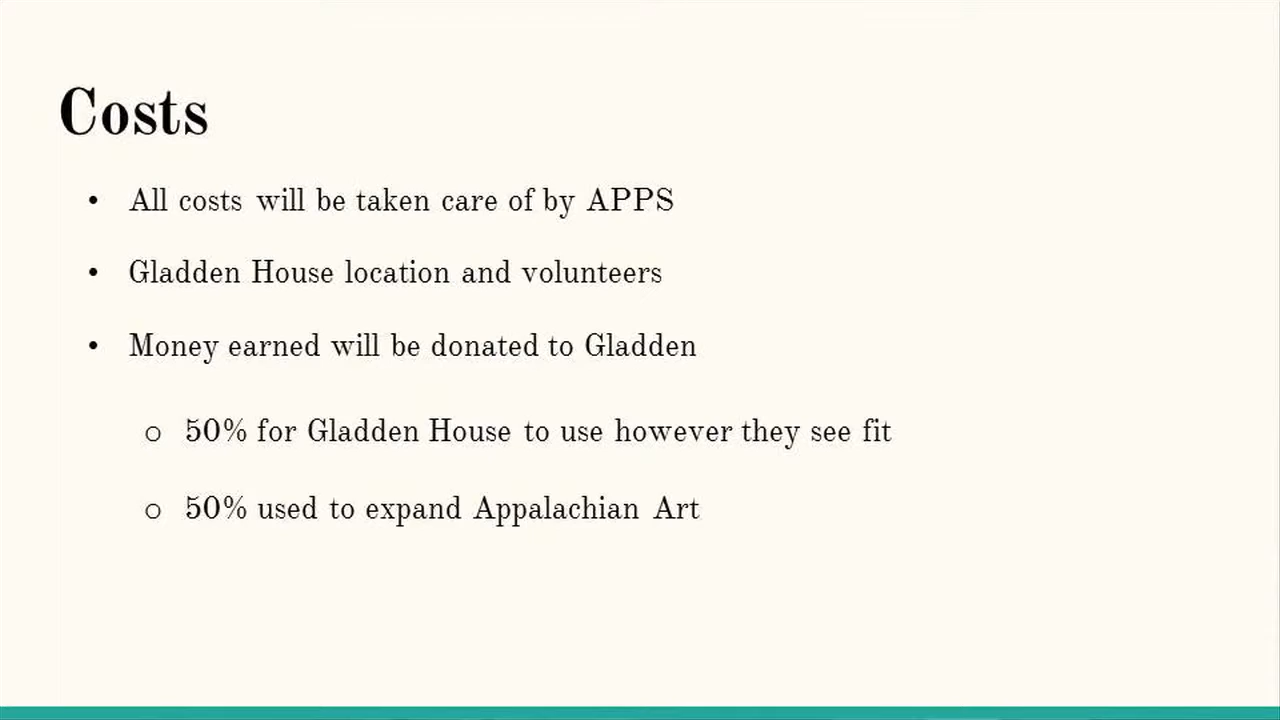 Costs
• All costs will be taken care of by APPS
• Gladden House location and volunteers
• Money earned will be donated to Gladden
o 50% for Gladden House to use however they see fit
o 50% used to expand Appalachian Art